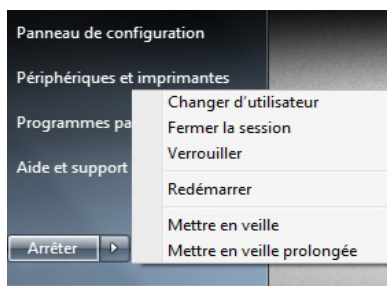 Panneau de configuration
Périphériques et imprimantes
Programmes pa
Aide et support
Arrêter
Changer d'utilisateur
Fermer la session
Verrouiller
Redémarrer
Mettre en veille
Mettre en veille prolongée